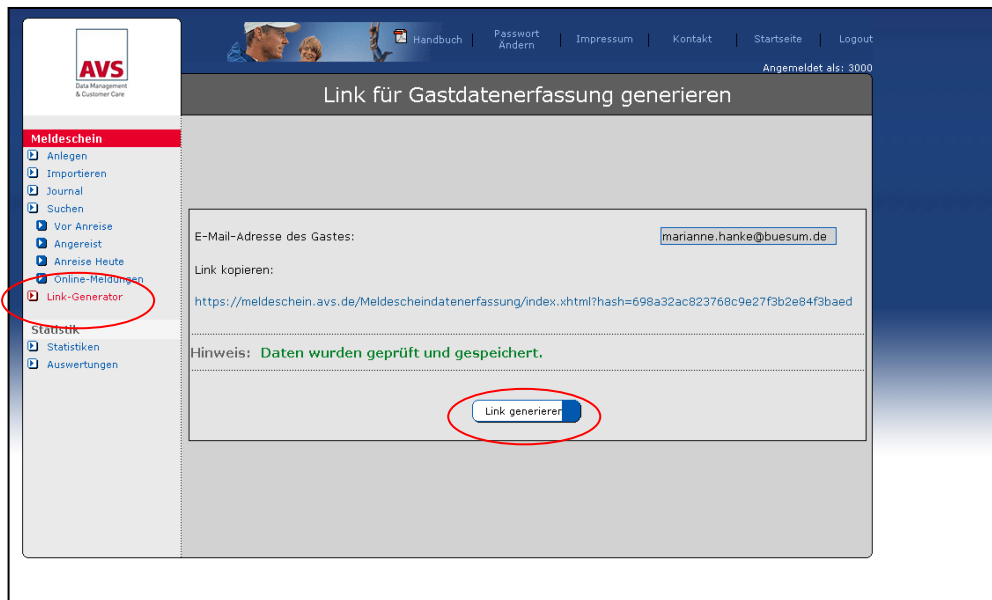 AVS
Data Management
& Customer Care
Handbuch
Passwort
Ändern
Impressum
Kontakt
Startseite
Logout
Angemeldet als: 3000
Link für Gastdatenerfassung generieren
Meldeschein
Anlegen
Importieren
Journal
Suchen
Vor Anreise
Angereist
Anreise Heute
Online-Meldungen
Link-Generator
Statistik
Statistiken
Auswertungen
E-Mail-Adresse des Gastes:
marianne.hanke@buesum.de
Link kopieren:
https://meldeschein.avs.de/Meldescheindatenerfassung/index.xhtml?hash=698a32ac823768c9e27f3b2e84f3baed
Hinweis: Daten wurden geprüft und gespeichert.
Link generieren